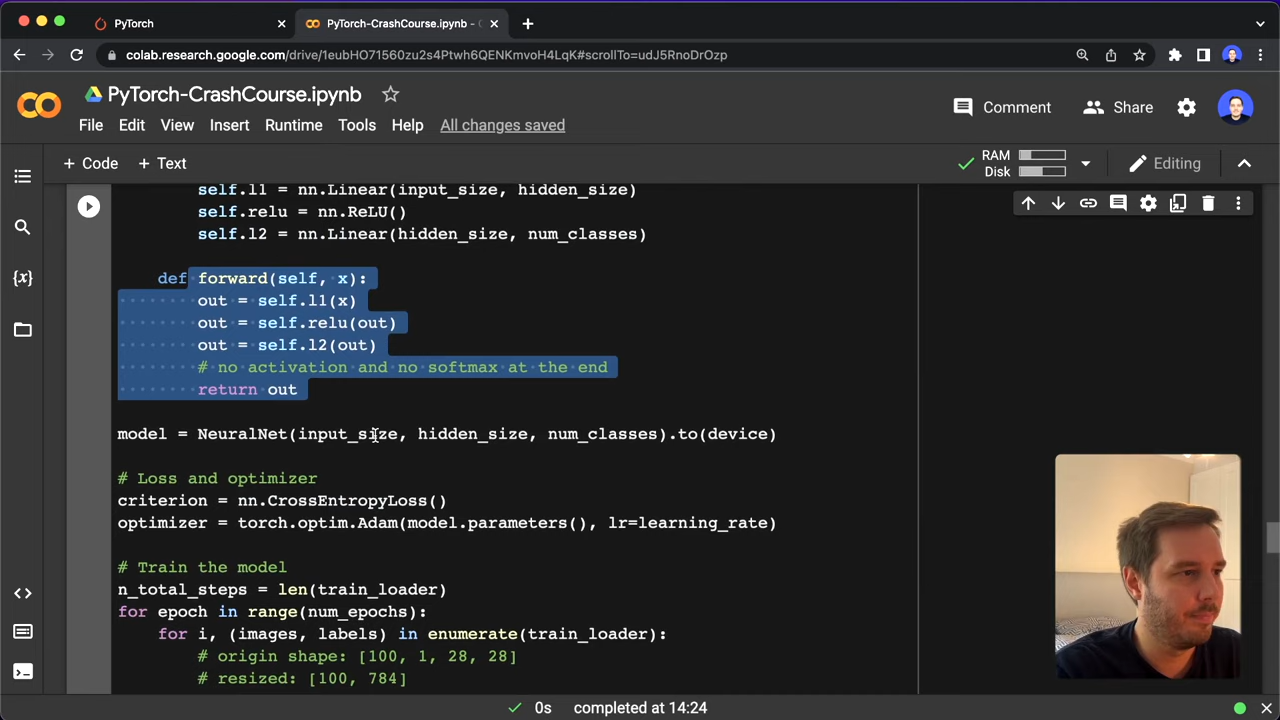 PyTorch
PyTorch-CrashCourse.ipynb -
colab.research.google.com/drive/1eubHO71560zu2s4Ptwh6QENKmvoH4LqK#scrollTo=udJ5RnoDrOzp
PyTorch-CrashCourse.ipynb
File Edit View Insert Runtime Tools Help All changes saved
Comment Share
+ Code + Text
RAM
Disk
Editing
self.l1 = nn.Linear(input_size, hidden_size)
self.relu = nn.ReLU()
self.l2 = nn.Linear(hidden_size, num_classes)
def forward(self, x):
out = self.l1(x)
out = self.relu(out)
out = self.l2(out)
# no activation and no softmax at the end
return out
model = NeuralNet(input_size, hidden_size, num_classes).to(device)
# Loss and optimizer
criterion = nn.CrossEntropyLoss()
optimizer = torch.optim.Adam(model.parameters(), lr=learning_rate)
# Train the model
n_total_steps = len(train_loader)
for epoch in range(num_epochs):
for i, (images, labels) in enumerate(train_loader):
# origin shape: [100, 1, 28, 28]
# resized: [100, 784]
0s completed at 14:24